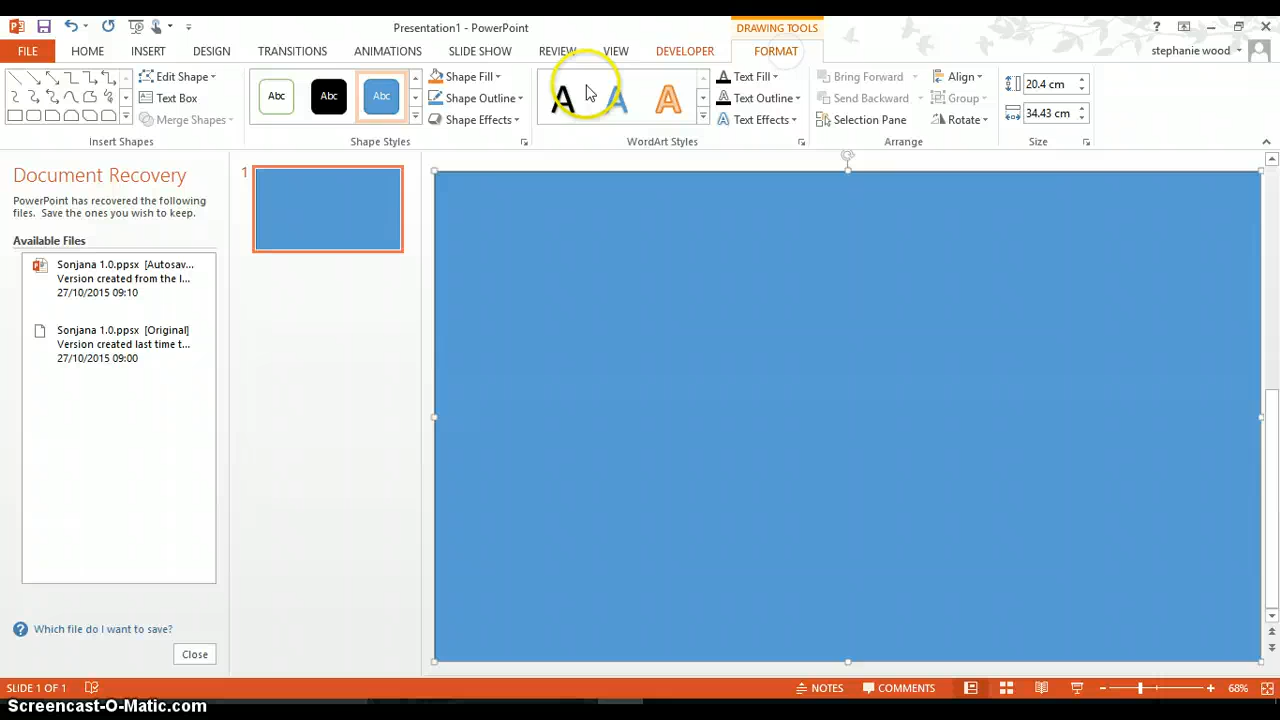 Presentation1 - PowerPoint
DRAWING TOOLS
?
FILE
HOME
INSERT
DESIGN
TRANSITIONS
ANIMATIONS
SLIDE SHOW
REVIEW
VIEW
DEVELOPER
FORMAT
stephanie wood
Edit Shape
Text Box
Merge Shapes
Insert Shapes
Abc
Abc
Abc
Shape Fill
Shape Outline
Shape Effects
Shape Styles
A
A
A
Text Fill
Text Outline
Text Effects
WordArt Styles
Bring Forward
Send Backward
Selection Pane
Align
Group
Rotate
Arrange
20.4 cm
34.43 cm
Size
Document Recovery
PowerPoint has recovered the following
files. Save the ones you wish to keep.
Available Files
Sonjana 1.0.ppsx [Autosav...
Version created from the l...
27/10/2015 09:10
Sonjana 1.0.ppsx [Original]
Version created last time t...
27/10/2015 09:00
Which file do I want to save?
Close
1
SLIDE 1 OF 1
NOTES
COMMENTS
68%
Screencast-O-Matic.com